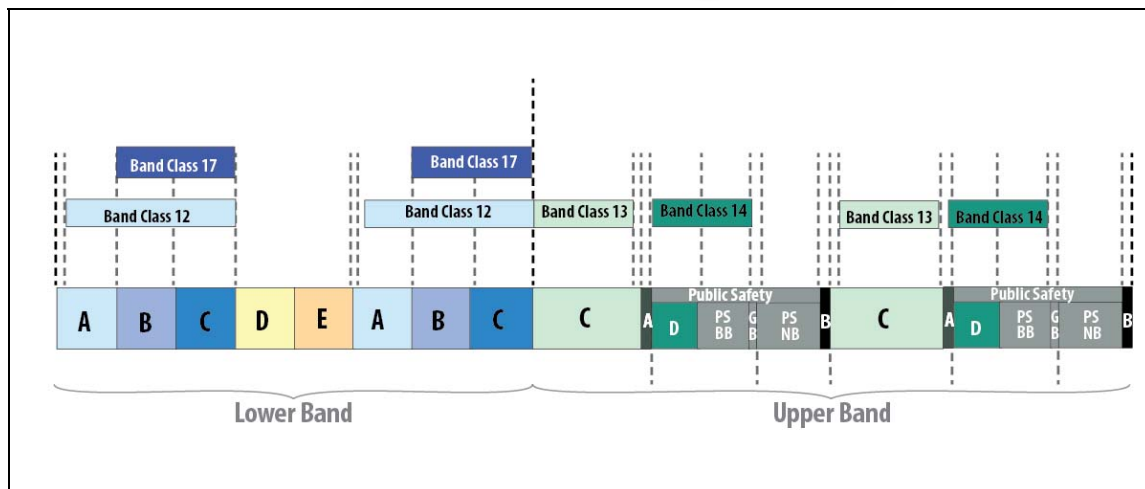 Band Class 17
Band Class 17
Band Class 12
Band Class 12
Band Class 13
Band Class 14
Band Class 13
Band Class 14
A
B
C
D
E
A
B
C
C
A
Public Safety
D
PS
BB
G
B
PS
NB
B
C
A
Public Safety
D
PS
BB
G
B
PS
NB
B
Lower Band
Upper Band